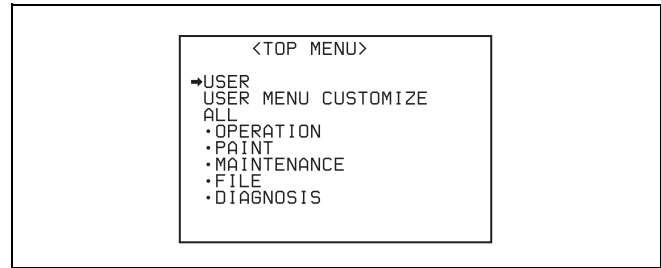 <TOP MENU>
➡USER
USER MENU CUSTOMIZE
ALL
•OPERATION
•PAINT
•MAINTENANCE
•FILE
•DIAGNOSIS